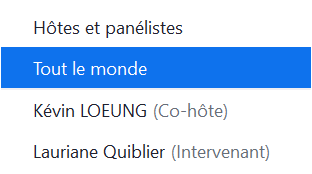 Hôtes et panélistes
Tout le monde
Kévin LOEUNG (Co-hôte)
Lauriane Quiblier (Intervenant)